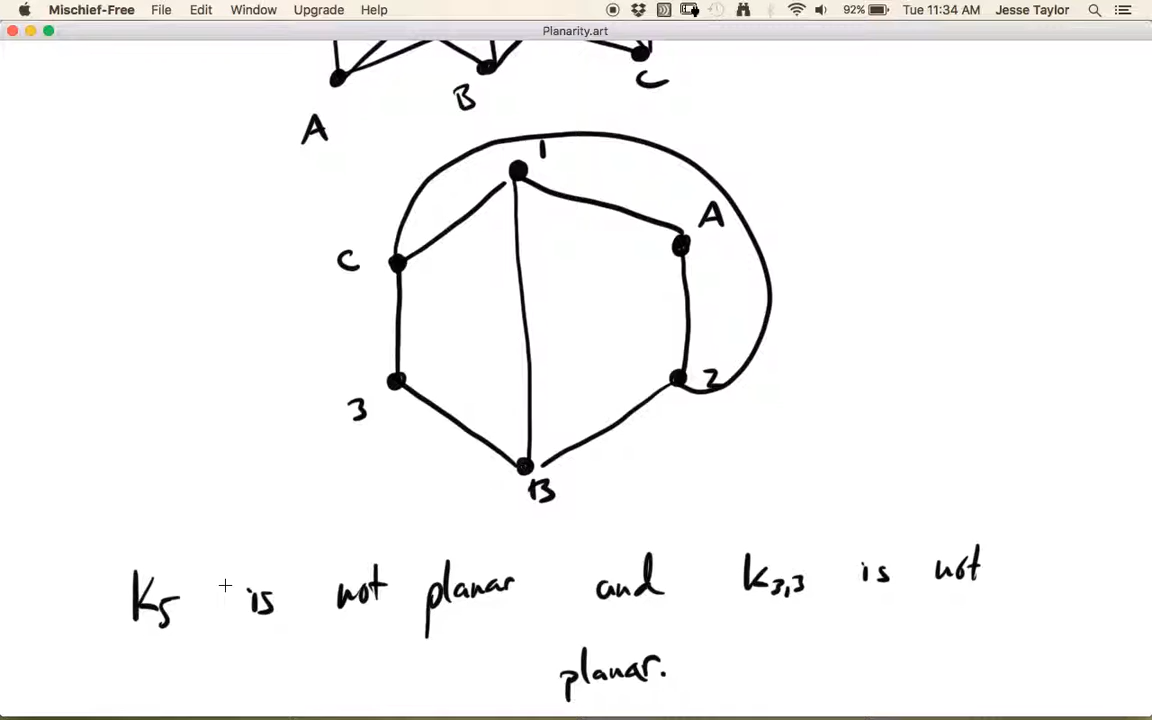 Mischief-Free File Edit Window Upgrade Help 92% Tue 11:34 AM Jesse Taylor
Planarity.art
A B C
1
A
C
2
3
B
K5 is not planar and K3,3 is not
planar.